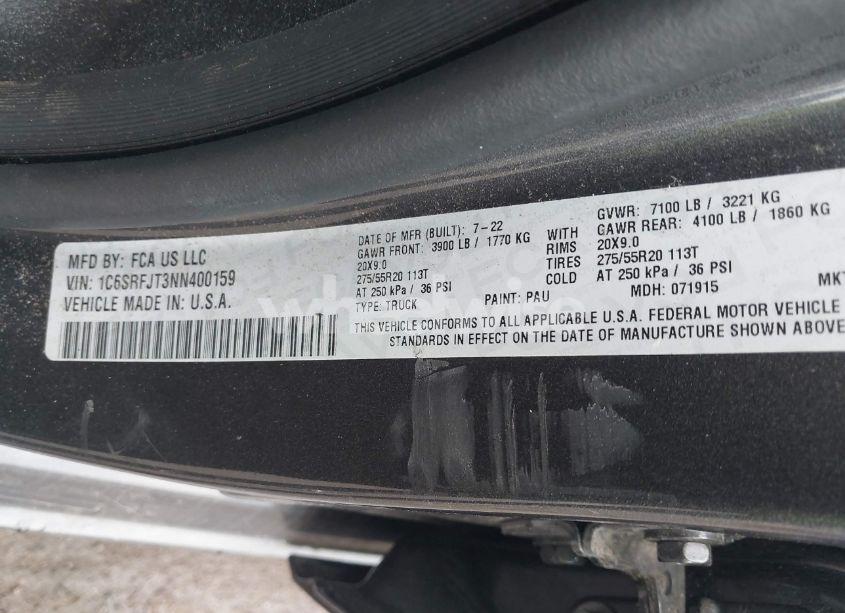 MFD BY: FCA US LLC
VIN: 1C6SRFJT3NN400159
VEHICLE MADE IN U.S.A.
DATE OF MFR (BUILT): 7-22
GAWR FRONT: 3900 LB / 1770 KG
20X9.0
275/55R20 113T
AT 250 kPa / 36 PSI
TYPE: TRUCK PAINT: PAU
WITH
RIMS
TIRES
COLD
GVWR: 7100 LB / 3221 KG
GAWR REAR: 4100 LB / 1860 KG
20X9.0
275/55R20 113T
AT 250 kPa / 36 PSI
MDH: 071915
MKT
THIS VEHICLE CONFORMS TO ALL APPLICABLE U.S.A. FEDERAL MOTOR VEHICLE
STANDARDS IN EFFECT ON THE DATE OF MANUFACTURE SHOWN ABOVE